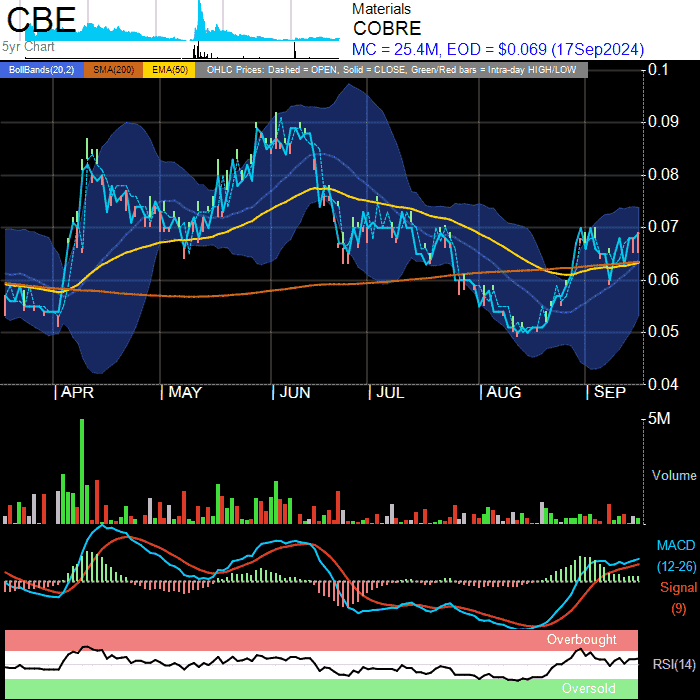 CBE
5yr Chart
Materials
COBRE
MC = 25.4M, EOD = $0.069 (17Sep2024)
BollBands(20,2) SMA(200) EMA(50) OHLC Prices: Dashed = OPEN, Solid = CLOSE, Green/Red bars = Intra-day HIGH/LOW
0.1
0.09
0.08
0.07
0.06
0.05
0.04
| APR | MAY | JUN | JUL | AUG | SEP
5M
Volume
MACD
(12-26)
Signal
(9)
Overbought
RSI(14)
Oversold